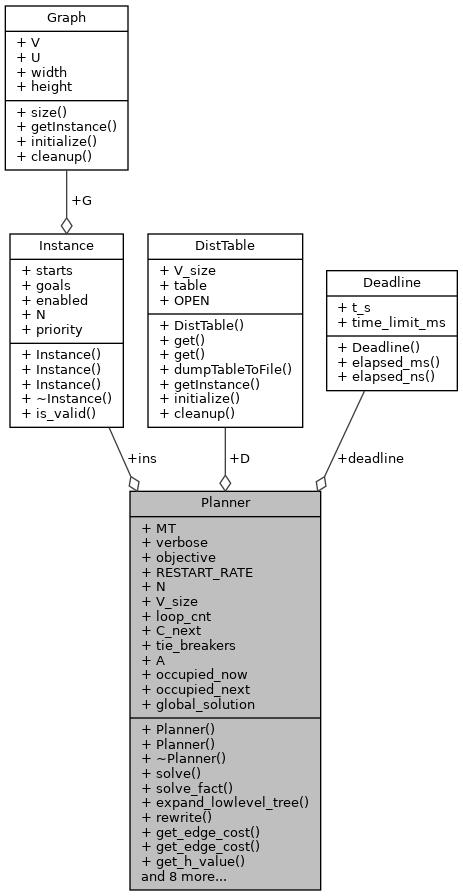 Graph
+ V
+ U
+ width
+ height
+ size()
+ getInstance()
+ initialize()
+ cleanup()
+G
Instance
+ starts
+ goals
+ enabled
+ N
+ priority
+ Instance()
+ Instance()
+ Instance()
+ ~Instance()
+ is_valid()
DistTable
+ V_size
+ table
+ OPEN
+ DistTable()
+ get()
+ get()
+ dumpTableToFile()
+ getInstance()
+ initialize()
+ cleanup()
Deadline
+ t_s
+ time_limit_ms
+ Deadline()
+ elapsed_ms()
+ elapsed_ns()
+ins
+D
+deadline
Planner
+ MT
+ verbose
+ objective
+ RESTART_RATE
+ N
+ V_size
+ loop_cnt
+ C_next
+ tie_breakers
+ A
+ occupied_now
+ occupied_next
+ global_solution
+ Planner()
+ Planner()
+ ~Planner()
+ solve()
+ solve_fact()
+ expand_lowlevel_tree()
+ rewrite()
+ get_edge_cost()
+ get_edge_cost()
+ get_h_value()
and 8 more...